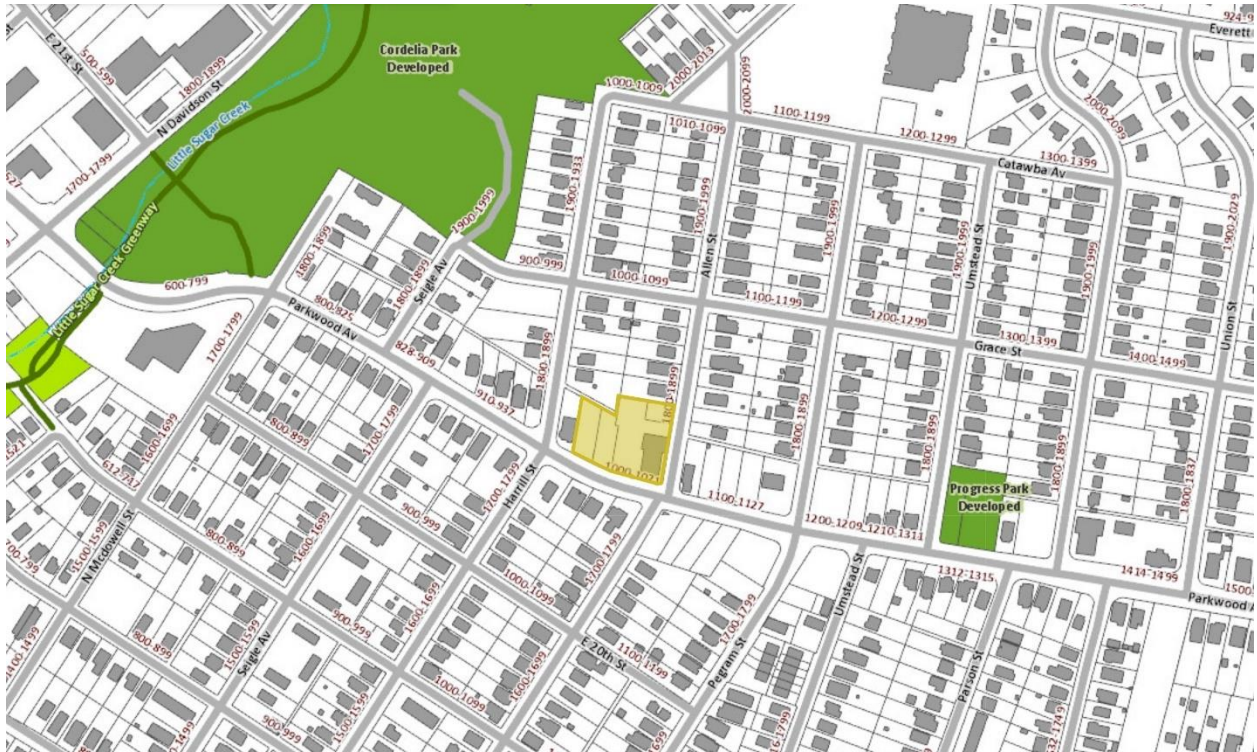 924-9
Everett
E 21st St
500-599
1800-1899
N Davidson St
Cordelia Park
Developed
2000-2013
1000-1009
2000-2099
2000-2099
Little Sugar Creek
1700-1799
1010-1099
1100-1199
1200-1299
1300-1399
Catawba Av
1900-1933
1900-1999
1900-1999
1900-1999
1900-1999
1900-2029
Allen St
Umstead St
Union St
1900-1999
Little Sugar Creek Greenway
600-799
1800-1899
1800-1899
Seigle Av
900-999
1000-1099
1100-1199
1200-1299
1300-1399
Grace St
1400-1499
800-825
Parkwood Av
828-909
910-937
1700-1799
1800-1899
1800-1899
1800-1899
1800-1899
1800-1899
1800-1837
800-899
1700-1799
1600-1699
612-747
1000-1021
1100-1127
1200-1209
1210-1311
Progress Park
Developed
1312-1315
1414-1499
1500
Parkwood A
Harrill St
1700-1799
900-999
800-899
1600-1699
1500-1599
N Mcdowell St
1700-1799
1000-1099
900-999
1600-1699
E 20th St
1100-1199
1700-1799
Pegram St
Umstead St
Parson St
800-899
1500-1599
Seigle Av
1000-1099
1600-1699
900-999
1500-1599
1400-1499